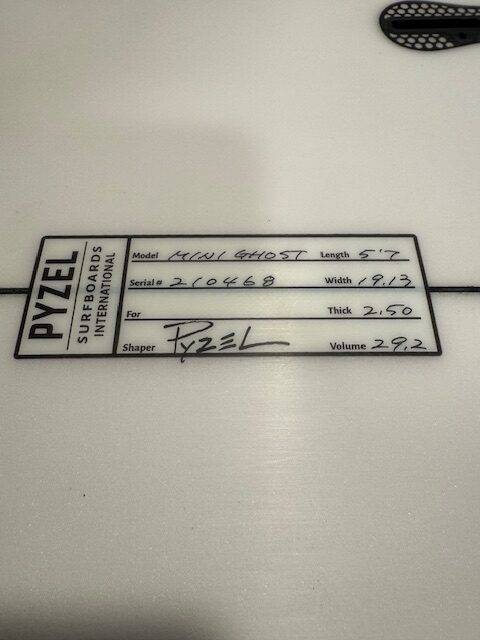 PYZEL
SURFBOARDS
INTERNATIONAL
Model MINI GHOST Length 5'7
Serial # 210468 Width 19.13
For Thick 2.50
Shaper PYZEL Volume 29.2